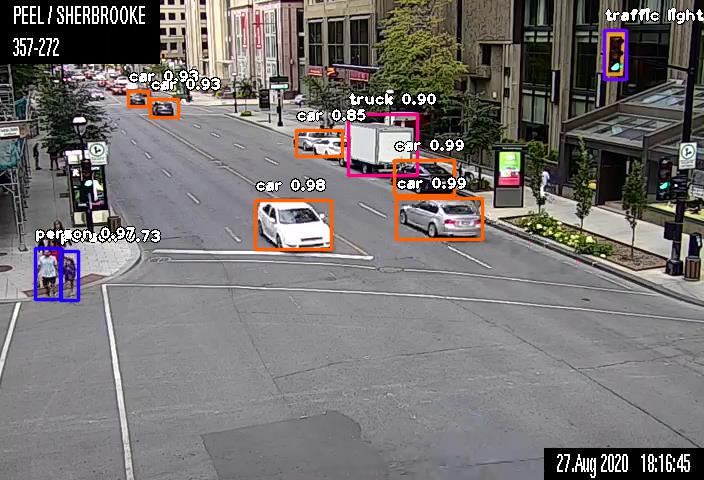 PEEL / SHERBROOKE
357-272
traffic light
car 0.93
car 0.93
truck 0.90
car 0.85
car 0.99
car 0.98
car 0.99
person 0.97
0.73
27.Aug 2020 18:16:45